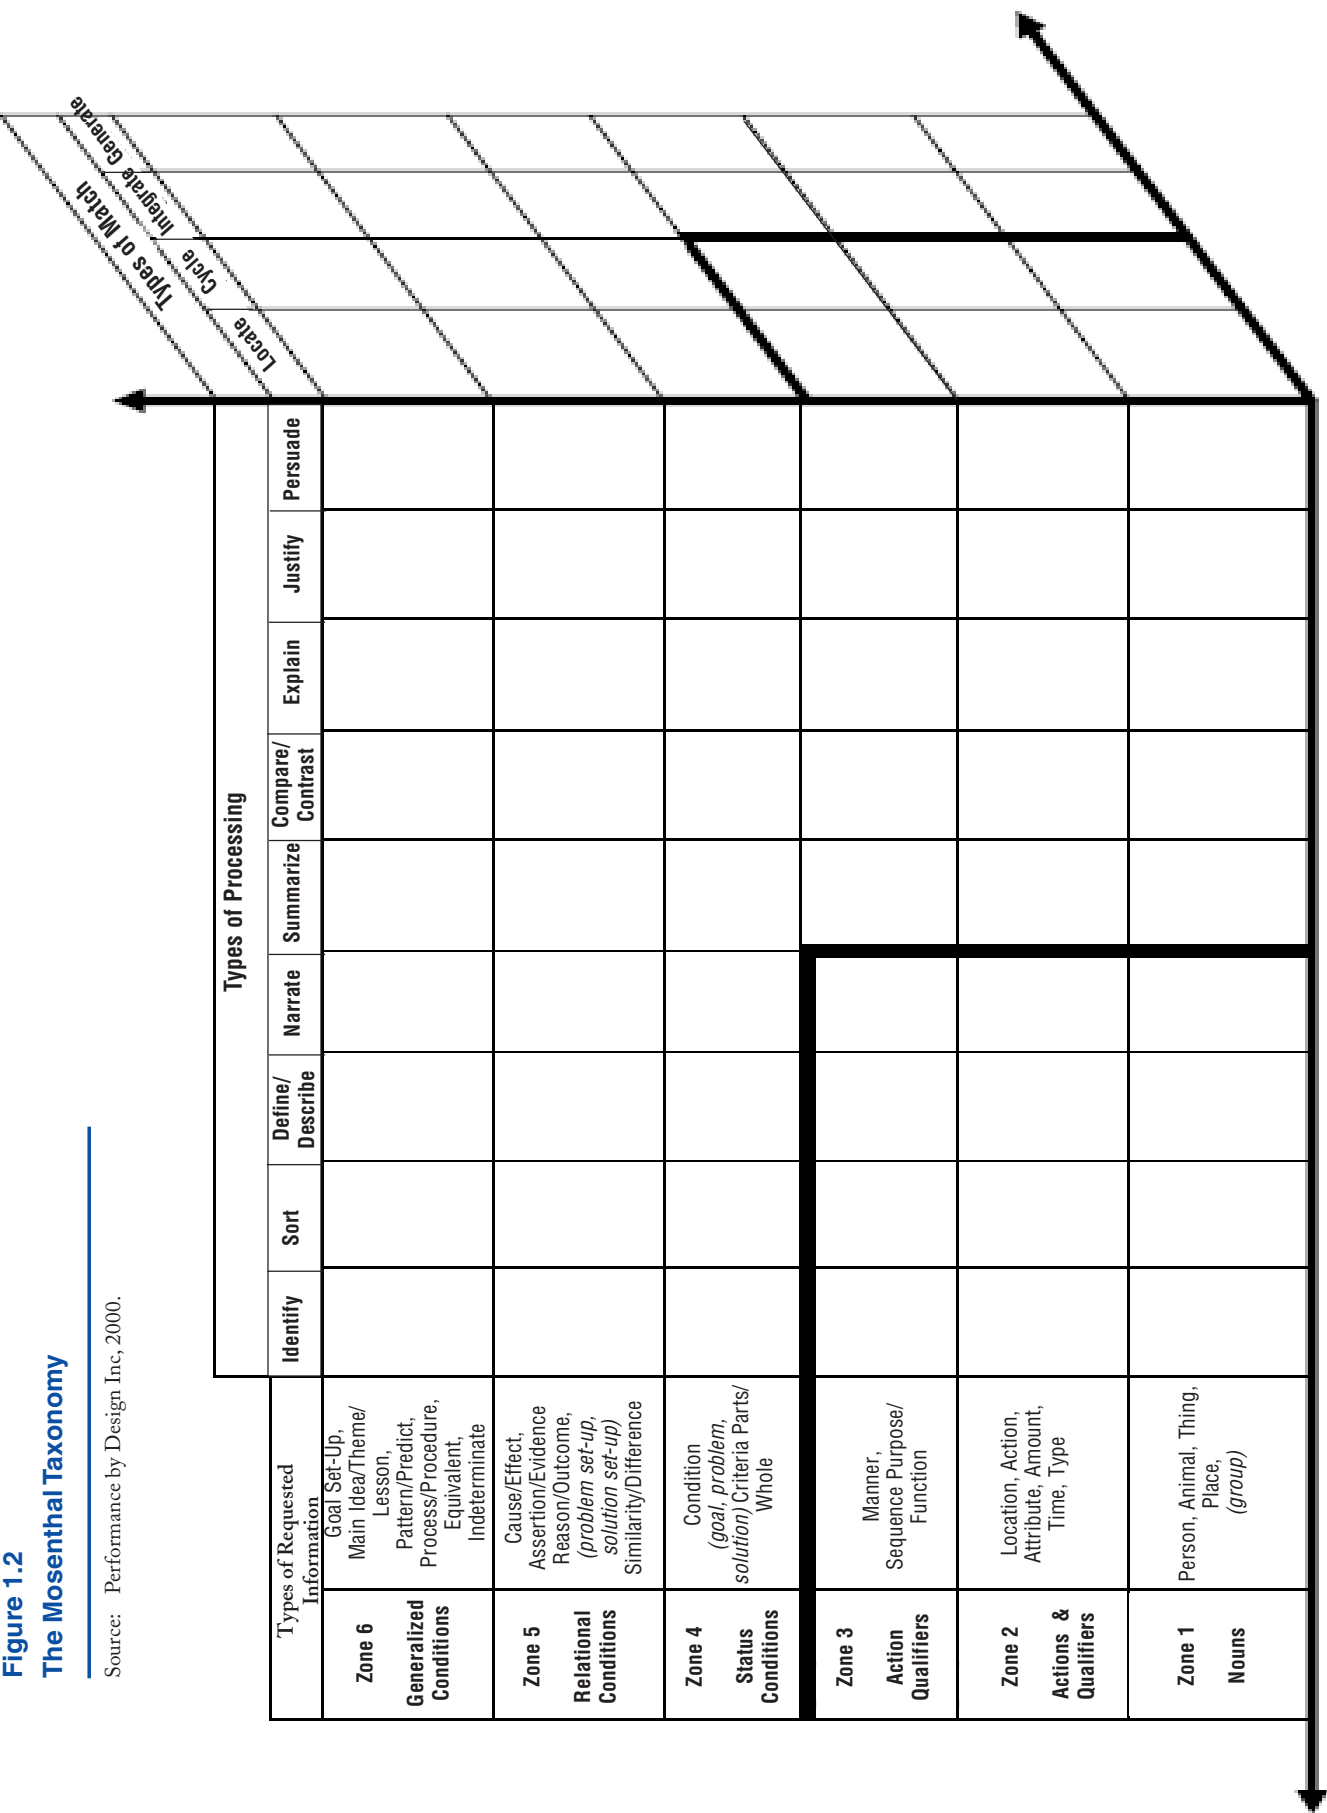 Figure 1.2
The Mosenthal Taxonomy
Source: Performance by Design Inc, 2000.
Types of Match
Locate
Cycle
Integrate
Generate
Types of Processing
Types of Requested
Information
Identify
Sort
Define/
Describe
Narrate
Summarize
Compare/
Contrast
Explain
Justify
Persuade
Zone 6
Generalized
Conditions
Goal Set-Up,
Main Idea/Theme/
Lesson,
Pattern/Predict,
Process/Procedure,
Equivalent,
Indeterminate
Zone 5
Relational
Conditions
Cause/Effect,
Assertion/Evidence
Reason/Outcome,
(problem set-up,
solution set-up)
Similarity/Difference
Zone 4
Status
Conditions
Condition
(goal, problem,
solution) Criteria Parts/
Whole
Zone 3
Action
Qualifiers
Manner,
Sequence Purpose/
Function
Zone 2
Actions &
Qualifiers
Location, Action,
Attribute, Amount,
Time, Type
Zone 1
Nouns
Person, Animal, Thing,
Place,
(group)